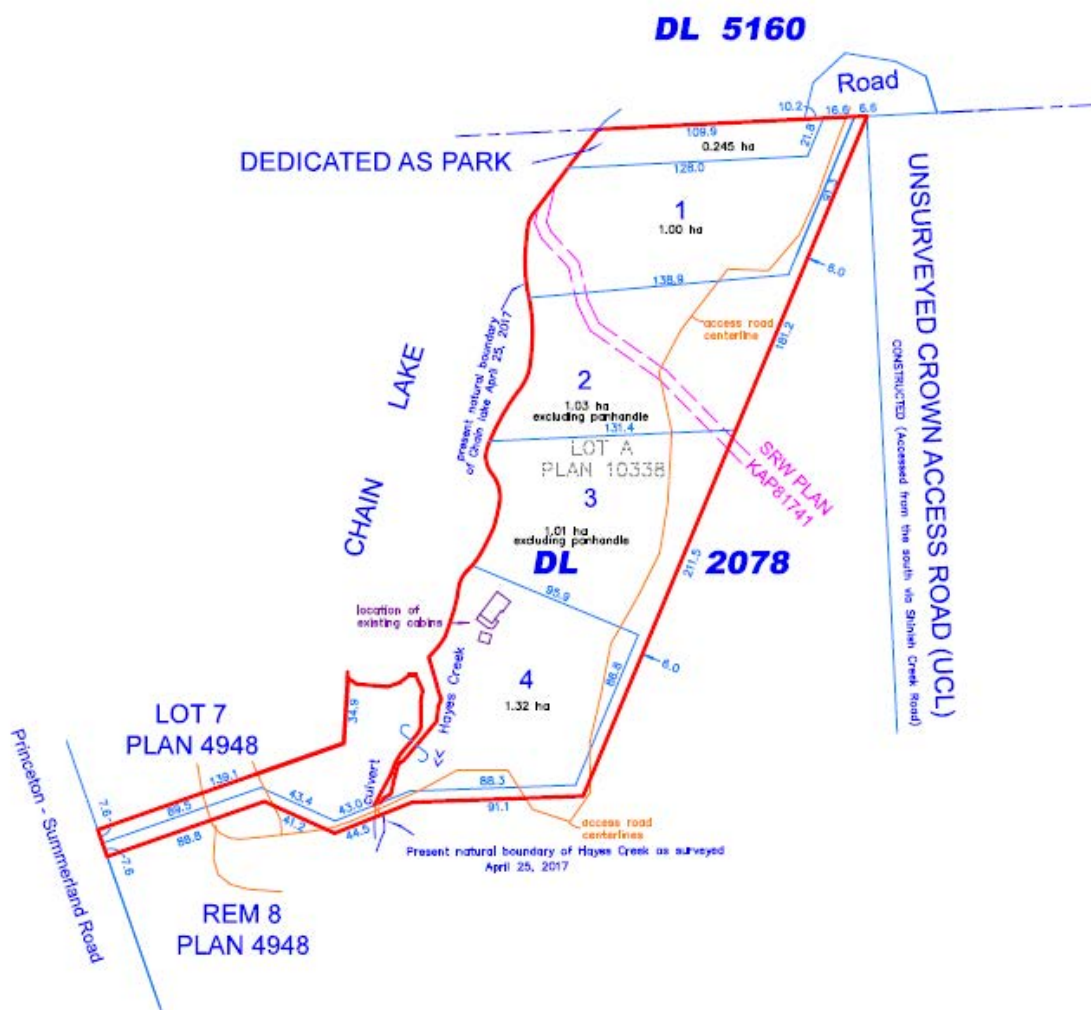 DL 5160
Road
10.2
16.6
6.6
109.9
21.8
0.245 ha
DEDICATED AS PARK
128.0
1
1.00 ha
6.0
138.9
UNSURVEYED CROWN ACCESS ROAD (UCL)
CONSTRUCTED (Accessed from the south via Shinish Creek Road)
present natural boundary
of Chain lake April 25, 2017
access road
centerline
181.2
CHAIN LAKE
2
1.03 ha
excluding panhandle
131.4
LOT A
PLAN 10338
SRW PLAN
KAP81741
3
1.01 ha
excluding panhandle
DL 2078
211.5
95.9
location of
existing cabins
6.0
86.8
Hayes Creek
4
1.32 ha
34.9
LOT 7
PLAN 4948
Princeton - Summerland Road
139.1
culvert
88.3
7.6
89.5
43.4
43.0
91.1
41.2
44.5
88.8
7.6
access road
centerlines
Present natural boundary of Hayes Creek as surveyed
April 25, 2017
REM 8
PLAN 4948